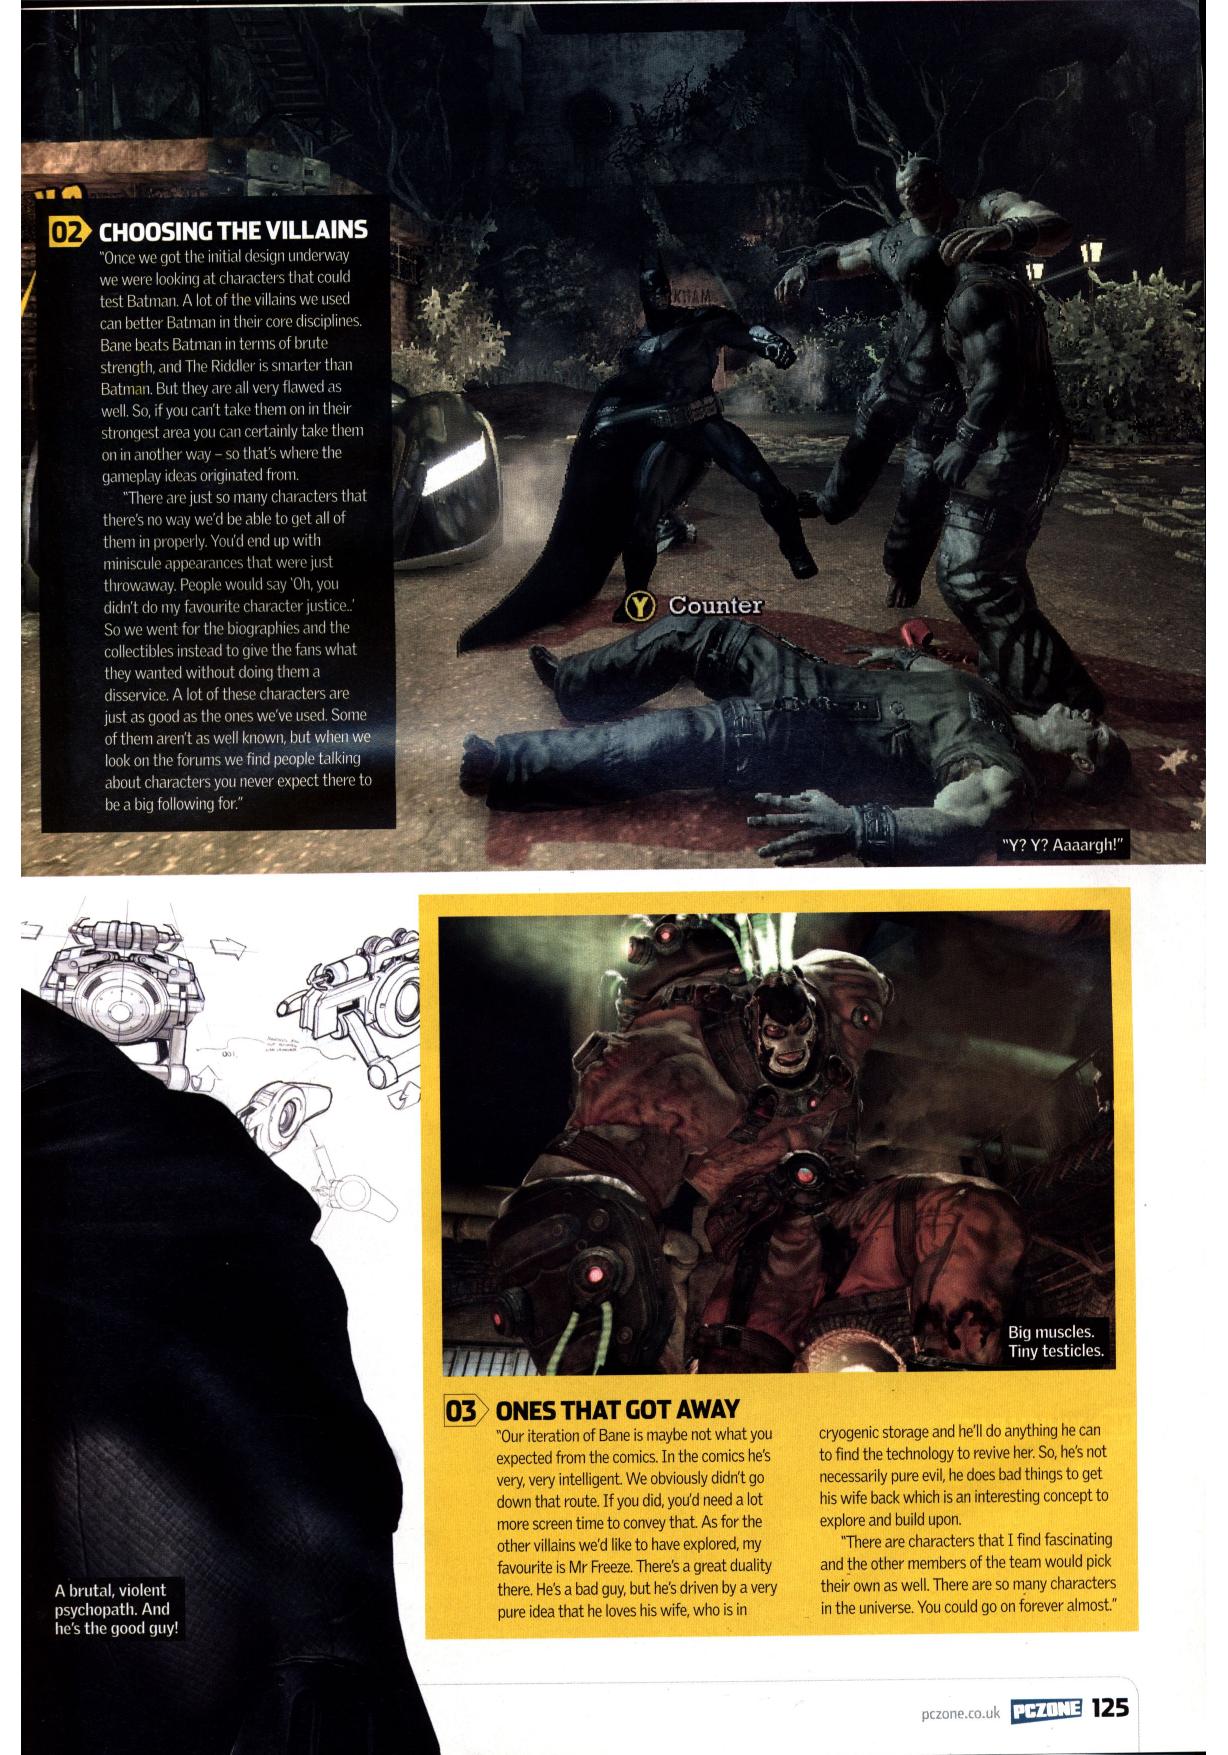 02 CHOOSING THE VILLAINS
"Once we got the initial design underway
we were looking at characters that could
test Batman. A lot of the villains we used
can better Batman in their core disciplines.
Bane beats Batman in terms of brute
strength, and The Riddler is smarter than
Batman. But they are all very flawed as
well. So, if you can't take them on in their
strongest area you can certainly take them
on in another way – so that's where the
gameplay ideas originated from.
"There are just so many characters that
there's no way we'd be able to get all of
them in properly. You'd end up with
miniscule appearances that were just
throwaway. People would say 'Oh, you
didn't do my favourite character justice..'
So we went for the biographies and the
collectibles instead to give the fans what
they wanted without doing them a
disservice. A lot of these characters are
just as good as the ones we've used. Some
of them aren't as well known, but when we
look on the forums we find people talking
about characters you never expect there to
be a big following for."
Y Counter
"Y? Y? Aaaargh!"
001.
Big muscles.
Tiny testicles.
03 ONES THAT GOT AWAY
"Our iteration of Bane is maybe not what you
expected from the comics. In the comics he's
very, very intelligent. We obviously didn't go
down that route. If you did, you'd need a lot
more screen time to convey that. As for the
other villains we'd like to have explored, my
favourite is Mr Freeze. There's a great duality
there. He's a bad guy, but he's driven by a very
pure idea that he loves his wife, who is in
cryogenic storage and he'll do anything he can
to find the technology to revive her. So, he's not
necessarily pure evil, he does bad things to get
his wife back which is an interesting concept to
explore and build upon.
"There are characters that I find fascinating
and the other members of the team would pick
their own as well. There are so many characters
in the universe. You could go on forever almost."
A brutal, violent
psychopath. And
he's the good guy!
pczone.co.uk PCZONE 125